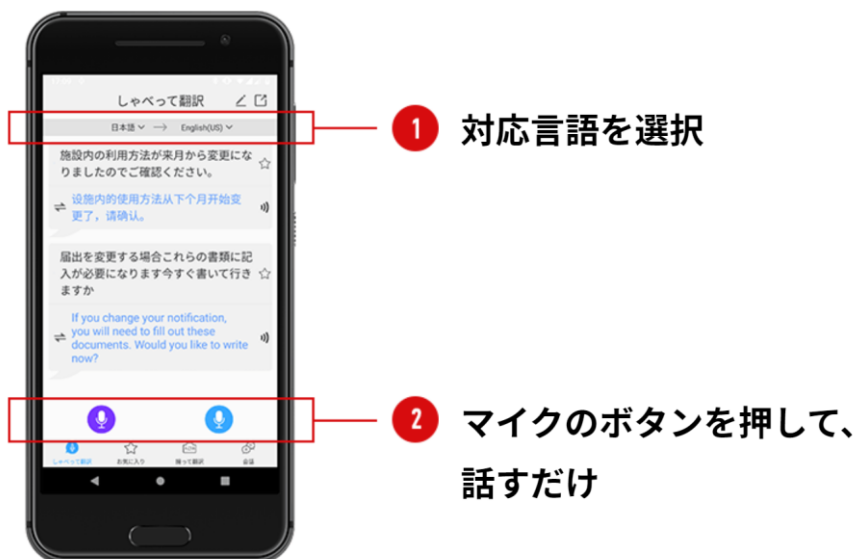 しゃべって翻訳
日本語 → English(US)
施設内の利用方法が来月から変更にな
りましたのでご確認ください。
设施内的使用方法从下个月开始变
更了，请确认。
届出を変更する場合これらの書類に記
入が必要になります今すぐ書いて行き
ますか
If you change your notification,
you will need to fill out these
documents. Would you like to write
now?
しゃべって翻訳 お気に入り 撮って翻訳 会話
1 対応言語を選択
2 マイクのボタンを押して、
話すだけ